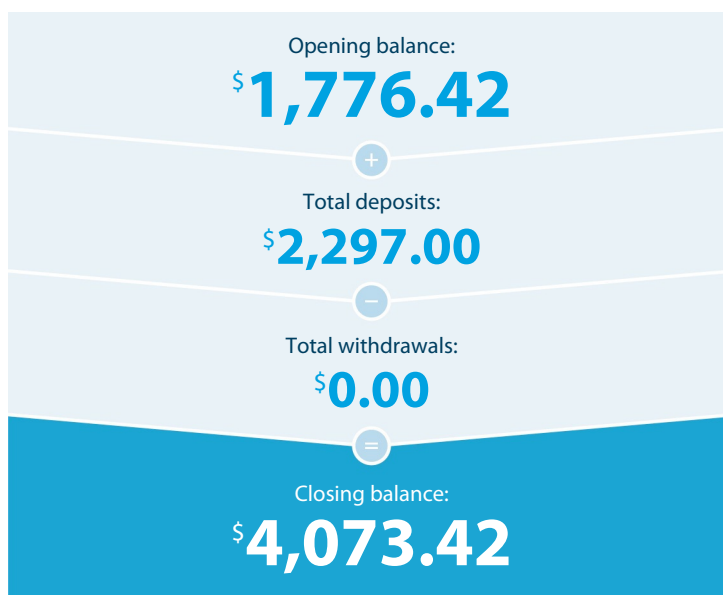 Opening balance:
$1,776.42
+
Total deposits:
$2,297.00
−
Total withdrawals:
$0.00
=
Closing balance:
$4,073.42